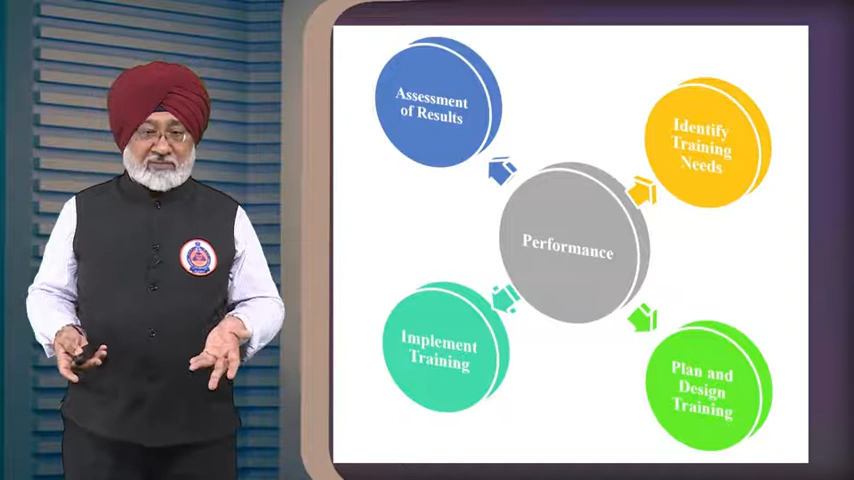 Assessment
of Results
Identify
Training
Needs
Performance
Implement
Training
Plan and
Design
Training